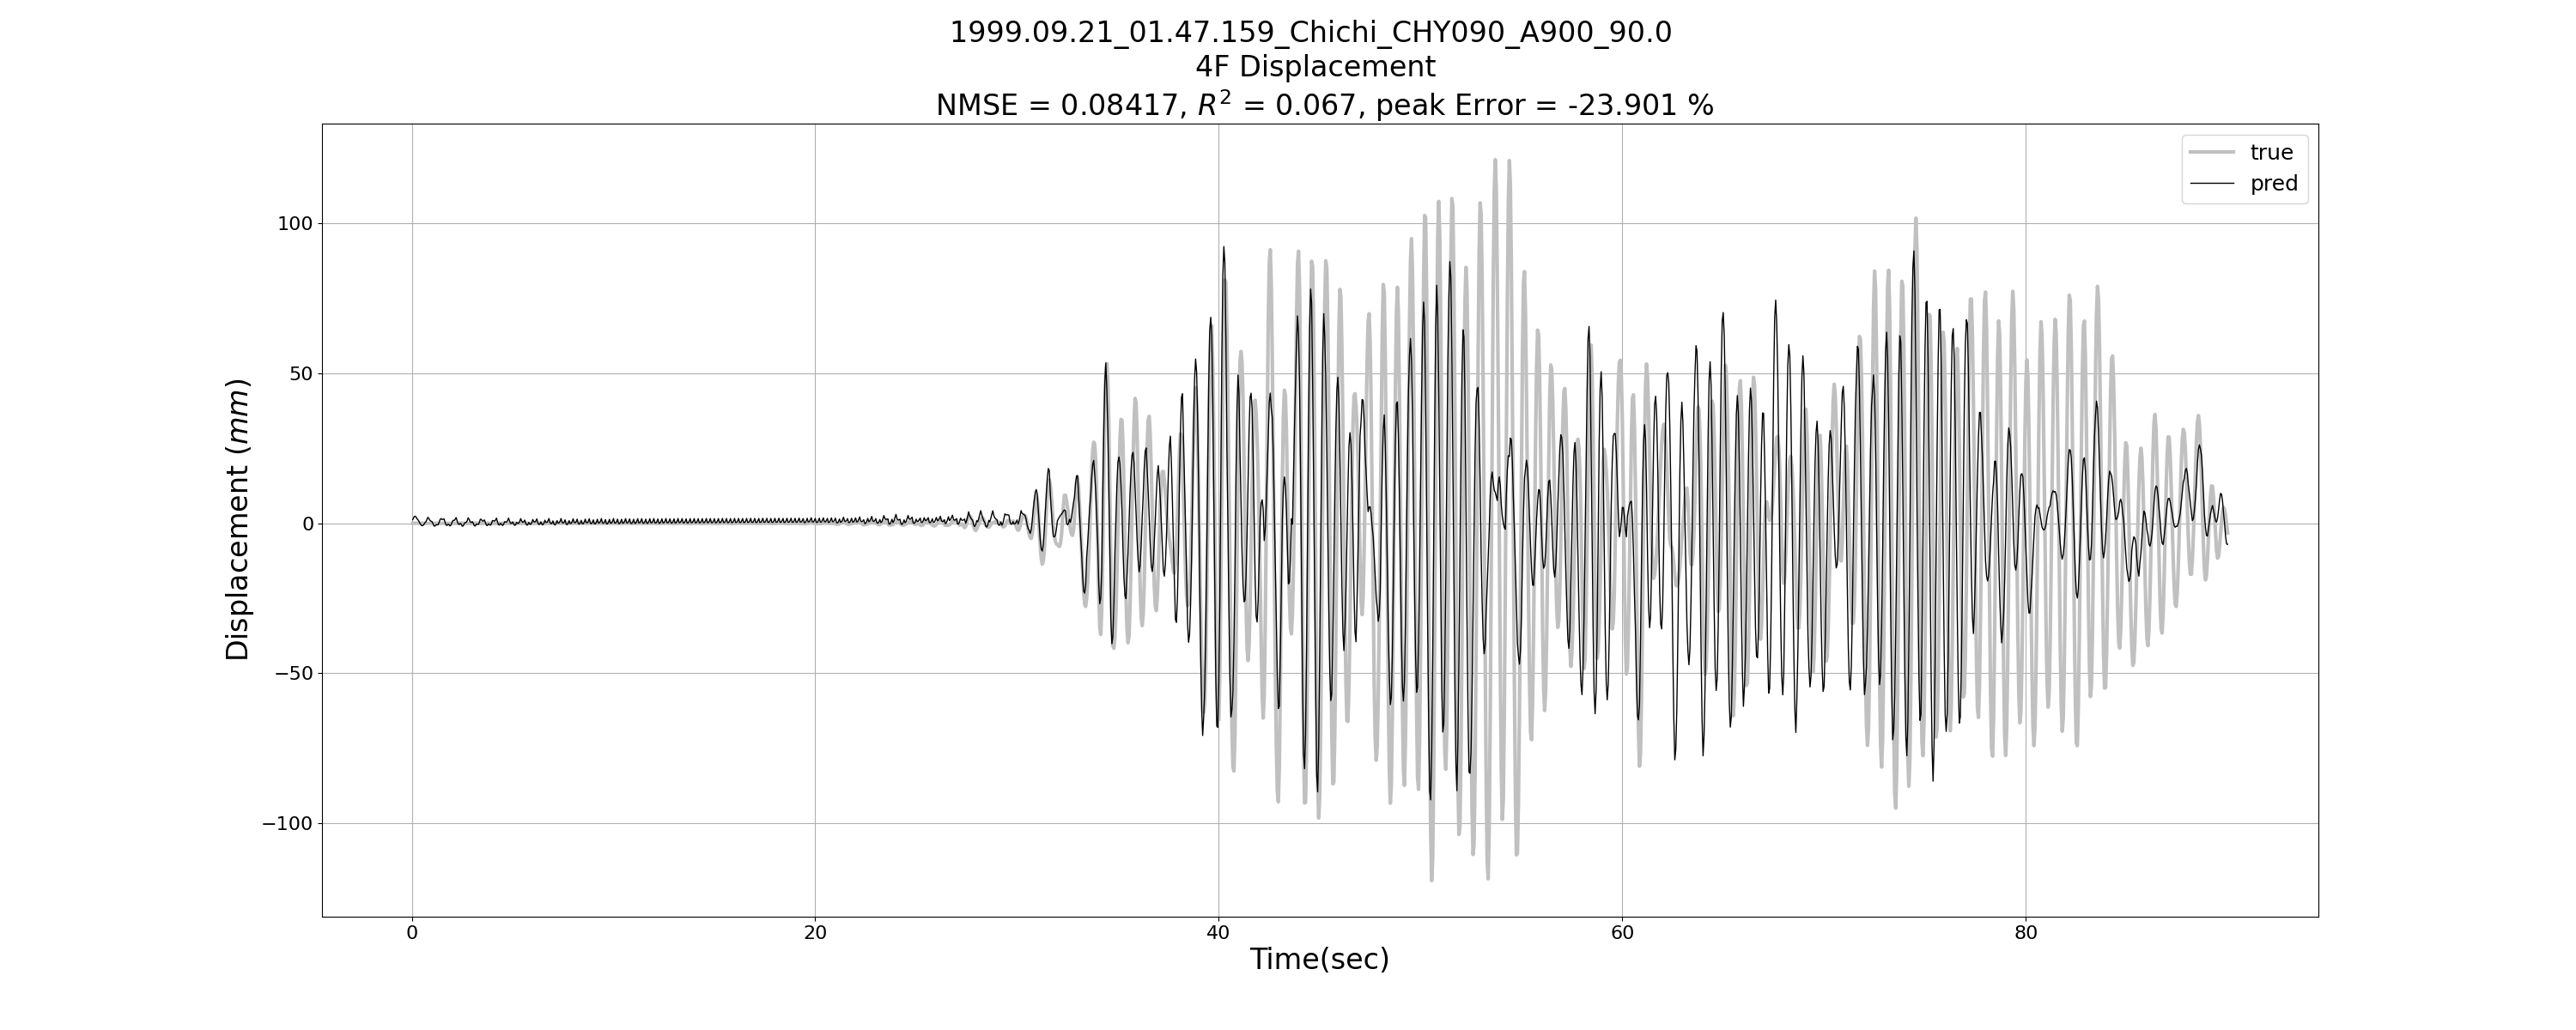 1999.09.21_01.47.159_Chichi_CHY090_A900_90.0
4F Displacement
NMSE = 0.08417, R² = 0.067, peak Error = -23.901 %
true
pred
100
50
0
−50
−100
Displacement (mm)
0 20 40 60 80
Time(sec)